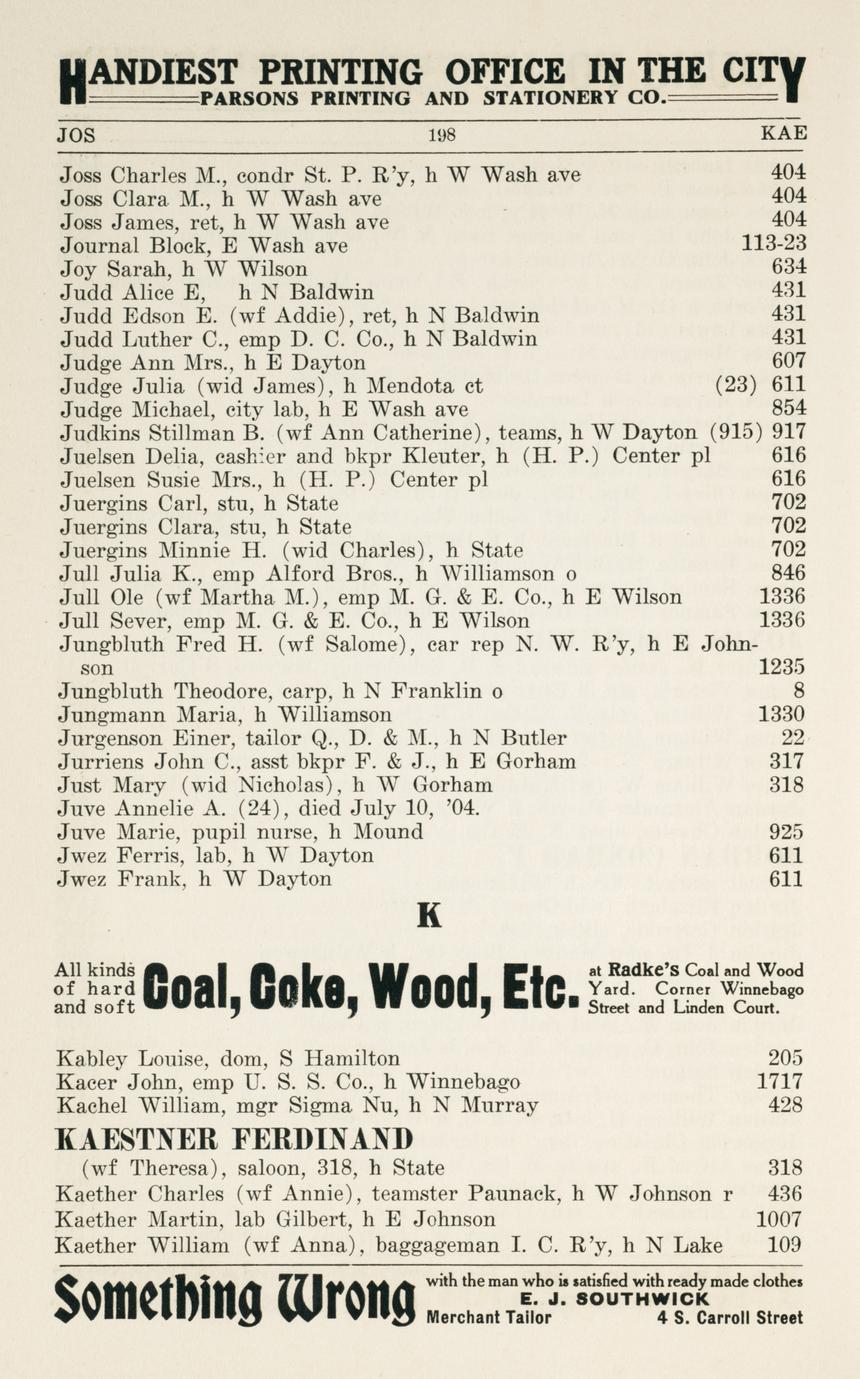 HANDIEST PRINTING OFFICE IN THE CITY
PARSONS PRINTING AND STATIONERY CO.
JOS 198 KAE
Joss Charles M., condr St. P. R'y, h W Wash ave 404
Joss Clara M., h W Wash ave 404
Joss James, ret, h W Wash ave 404
Journal Block, E Wash ave 113-23
Joy Sarah, h W Wilson 634
Judd Alice E, h N Baldwin 431
Judd Edson E. (wf Addie), ret, h N Baldwin 431
Judd Luther C., emp D. C. Co., h N Baldwin 431
Judge Ann Mrs., h E Dayton 607
Judge Julia (wid James), h Mendota ct (23) 611
Judge Michael, city lab, h E Wash ave 854
Judkins Stillman B. (wf Ann Catherine), teams, h W Dayton (915) 917
Juelsen Delia, cashier and bkpr Kleuter, h (H. P.) Center pl 616
Juelsen Susie Mrs., h (H. P.) Center pl 616
Juergins Carl, stu, h State 702
Juergins Clara, stu, h State 702
Juergins Minnie H. (wid Charles), h State 702
Jull Julia K., emp Alford Bros., h Williamson o 846
Jull Ole (wf Martha M.), emp M. G. & E. Co., h E Wilson 1336
Jull Sever, emp M. G. & E. Co., h E Wilson 1336
Jungbluth Fred H. (wf Salome), car rep N. W. R'y, h E John-
son 1235
Jungbluth Theodore, carp, h N Franklin o 8
Jungmann Maria, h Williamson 1330
Jurgenson Einer, tailor Q., D. & M., h N Butler 22
Jurriens John C., asst bkpr F. & J., h E Gorham 317
Just Mary (wid Nicholas), h W Gorham 318
Juve Annelie A. (24), died July 10, '04.
Juve Marie, pupil nurse, h Mound 925
Jwez Ferris, lab, h W Dayton 611
Jwez Frank, h W Dayton 611
K
All kinds
of hard
and soft
Coal, Coke, Wood, Etc.
at Radke's Coal and Wood
Yard. Corner Winnebago
Street and Linden Court.
Kabley Louise, dom, S Hamilton 205
Kacer John, emp U. S. S. Co., h Winnebago 1717
Kachel William, mgr Sigma Nu, h N Murray 428
KAESTNER FERDINAND
(wf Theresa), saloon, 318, h State 318
Kaether Charles (wf Annie), teamster Paunack, h W Johnson r 436
Kaether Martin, lab Gilbert, h E Johnson 1007
Kaether William (wf Anna), baggageman I. C. R'y, h N Lake 109
Something Wrong
with the man who is satisfied with ready made clothes
E. J. SOUTHWICK
Merchant Tailor 4 S. Carroll Street